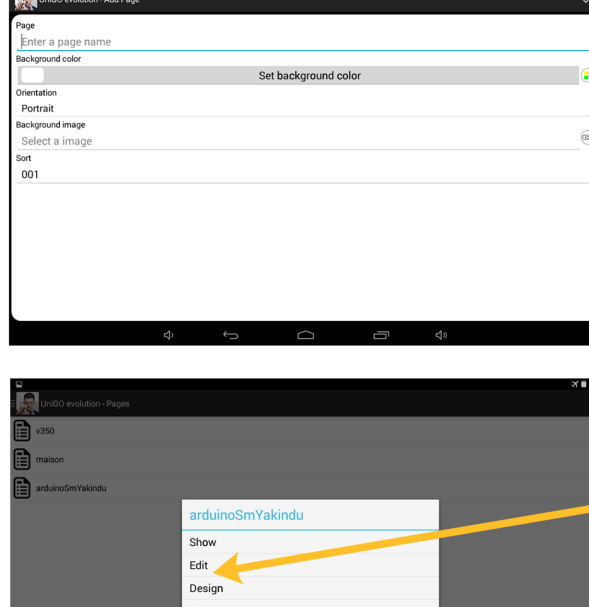 UniGO evolution - Add Page
Page
Enter a page name
Background color
Set background color
Orientation
Portrait
Background image
Select a image
Sort
001
UniGO evolution - Pages
v350
maison
arduinoSmYakindu
arduinoSmYakindu
Show
Edit
Design